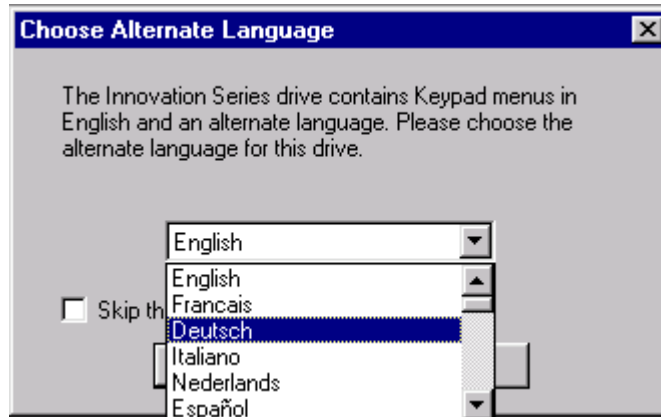 Choose Alternate Language
The Innovation Series drive contains Keypad menus in
English and an alternate language. Please choose the
alternate language for this drive.
English
English
Skip th
Francais
Deutsch
Italiano
Nederlands
Español